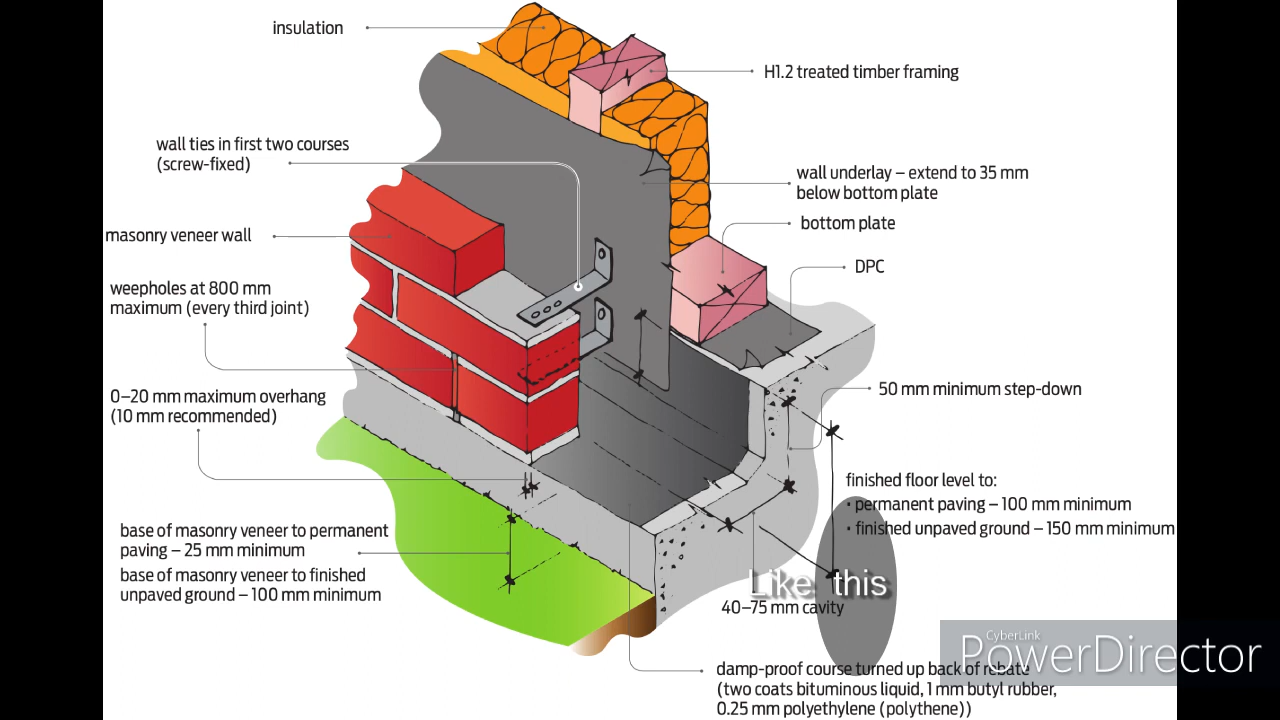 insulation
H1.2 treated timber framing
wall ties in first two courses
(screw-fixed)
wall underlay – extend to 35 mm
below bottom plate
bottom plate
masonry veneer wall
DPC
weepholes at 800 mm
maximum (every third joint)
0–20 mm maximum overhang
(10 mm recommended)
50 mm minimum step-down
finished floor level to:
• permanent paving – 100 mm minimum
• finished unpaved ground – 150 mm minimum
base of masonry veneer to permanent
paving – 25 mm minimum
base of masonry veneer to finished
unpaved ground – 100 mm minimum
Like this
40–75 mm cavity
CyberLink
PowerDirector
damp-proof course turned up back of rebate
(two coats bituminous liquid, 1 mm butyl rubber,
0.25 mm polyethylene (polythene))